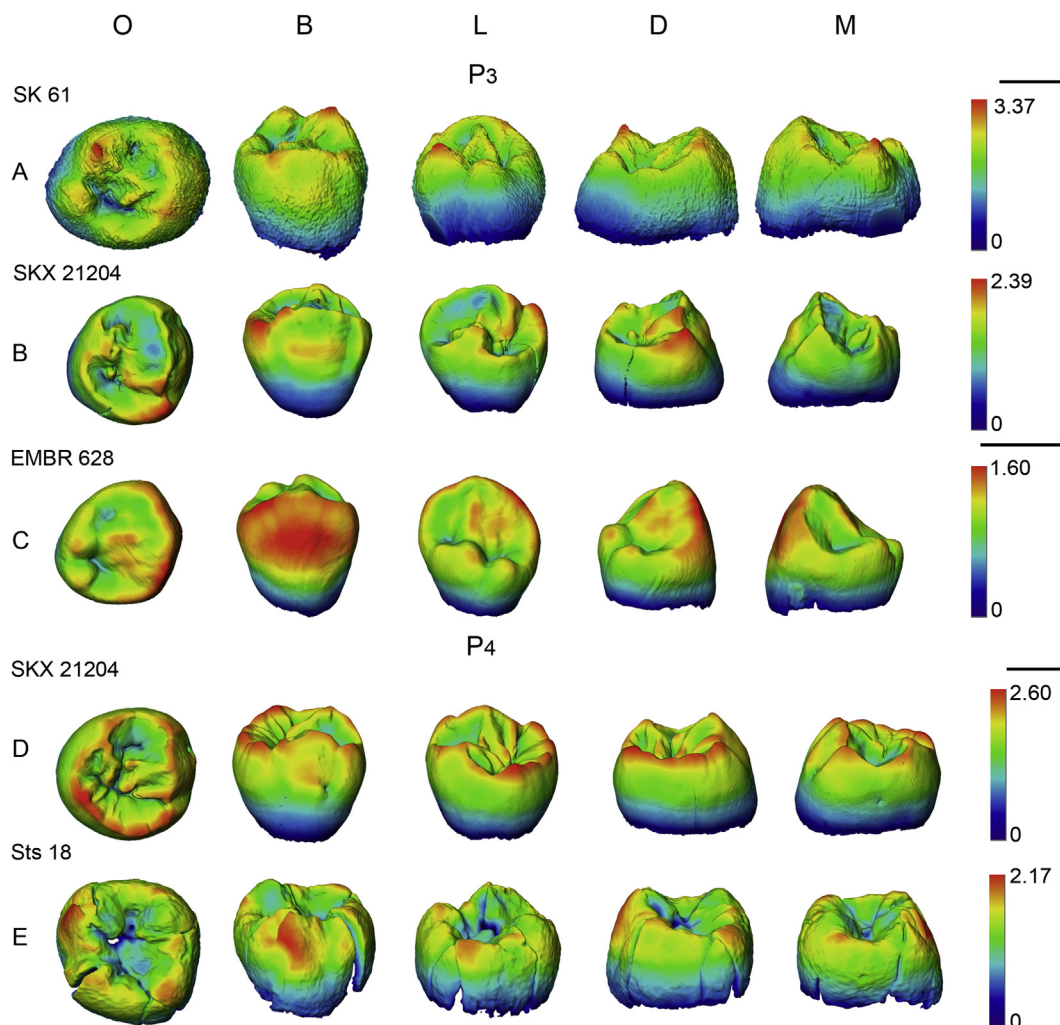 O B L D M
P3
SK 61
A
3.37
0
SKX 21204
B
2.39
0
EMBR 628
C
1.60
0
P4
SKX 21204
D
2.60
0
Sts 18
E
2.17
0